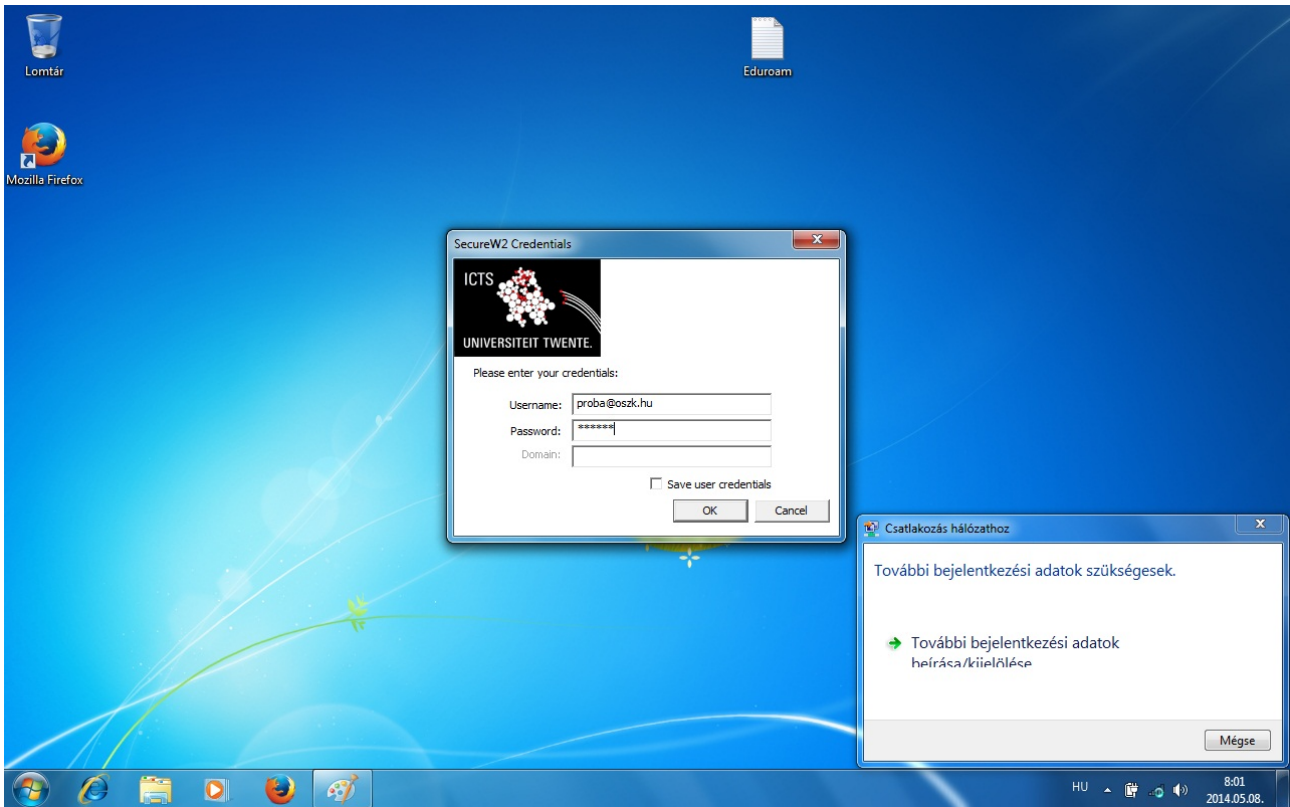 Lomtár
Eduroam
Mozilla Firefox
SecureW2 Credentials
ICTS
UNIVERSITEIT TWENTE.
Please enter your credentials:
Username: proba@oszk.hu
Password: ******
Domain:
Save user credentials
OK Cancel
Csatlakozás hálózathoz
További bejelentkezési adatok szükségesek.
További bejelentkezési adatok
beírása/kijelölése
Mégse
HU 8:01
2014.05.08.